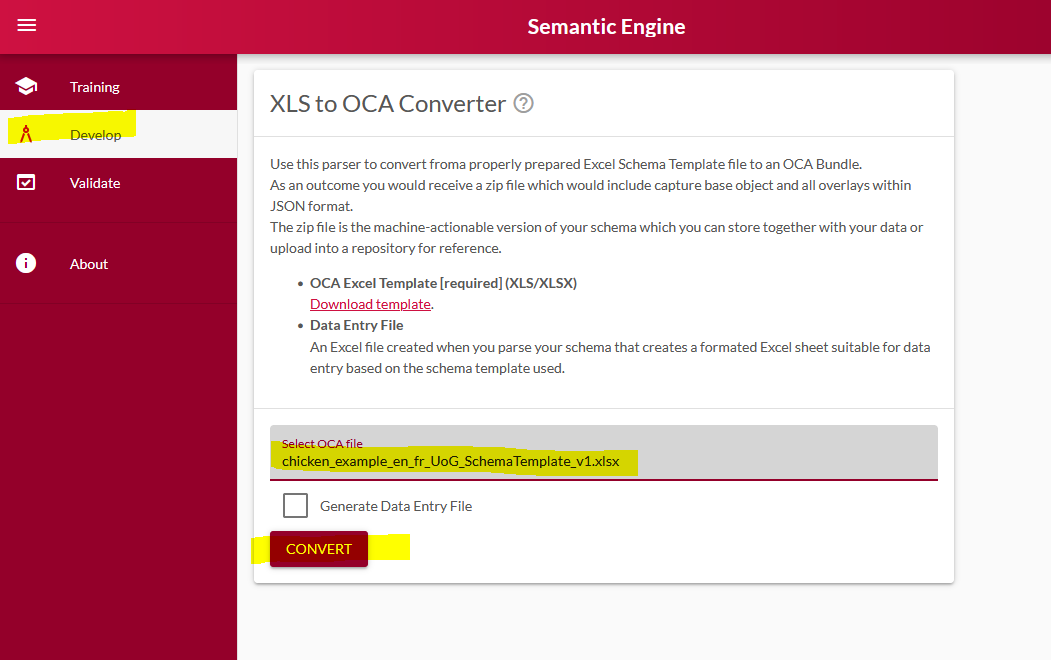 Semantic Engine
Training
Develop
Validate
About
XLS to OCA Converter ?
Use this parser to convert froma properly prepared Excel Schema Template file to an OCA Bundle.
As an outcome you would receive a zip file which would include capture base object and all overlays within
JSON format.
The zip file is the machine-actionable version of your schema which you can store together with your data or
upload into a repository for reference.
• OCA Excel Template [required] (XLS/XLSX)
Download template.
• Data Entry File
An Excel file created when you parse your schema that creates a formated Excel sheet suitable for data
entry based on the schema template used.
Select OCA file
chicken_example_en_fr_UoG_SchemaTemplate_v1.xlsx
Generate Data Entry File
CONVERT